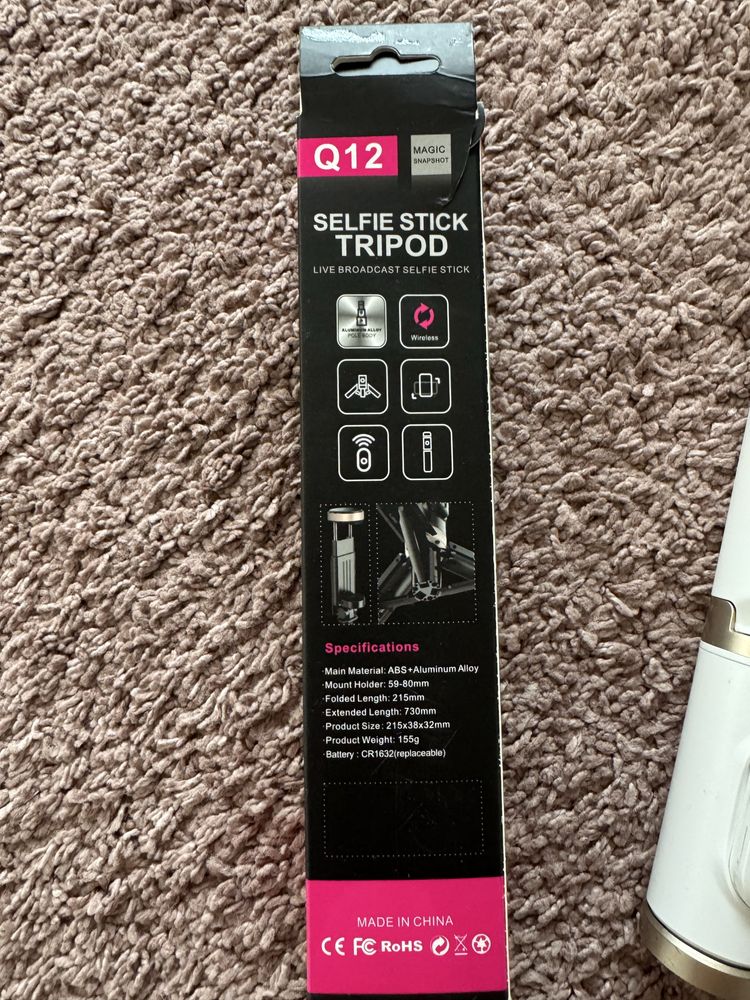 Q12
MAGIC
SNAPSHOT
SELFIE STICK
TRIPOD
LIVE BROADCAST SELFIE STICK
ALUMINUM ALLOY
POLE BODY
Wireless
Specifications
·Main Material: ABS+Aluminum Alloy
·Mount Holder: 59-80mm
·Folded Length: 215mm
·Extended Length: 730mm
·Product Size: 215x38x32mm
·Product Weight: 155g
·Battery : CR1632(replaceable)
MADE IN CHINA
CE FC RoHS